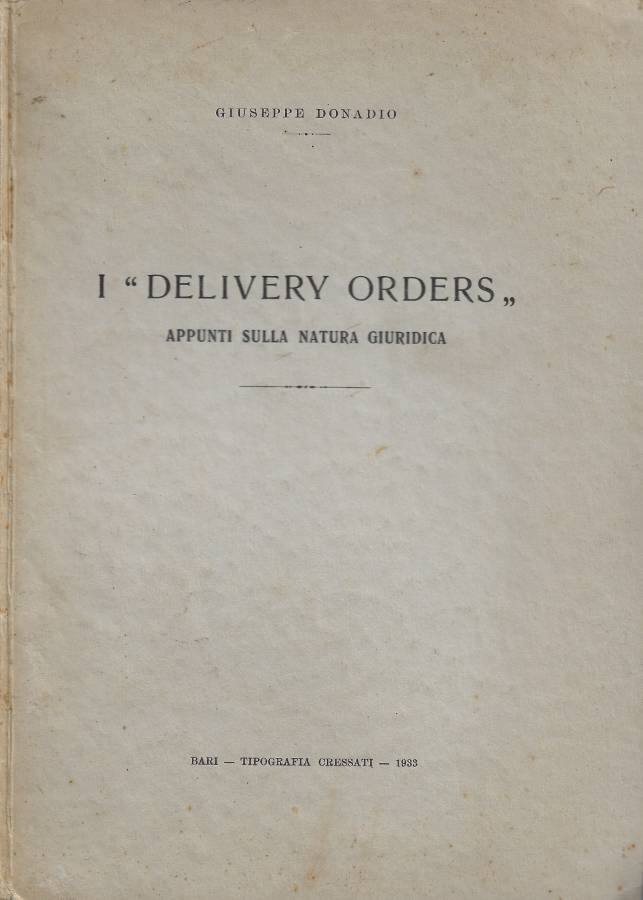 GIUSEPPE DONADIO
I “ DELIVERY ORDERS „
APPUNTI SULLA NATURA GIURIDICA
BARI — TIPOGRAFIA CRESSATI — 1933